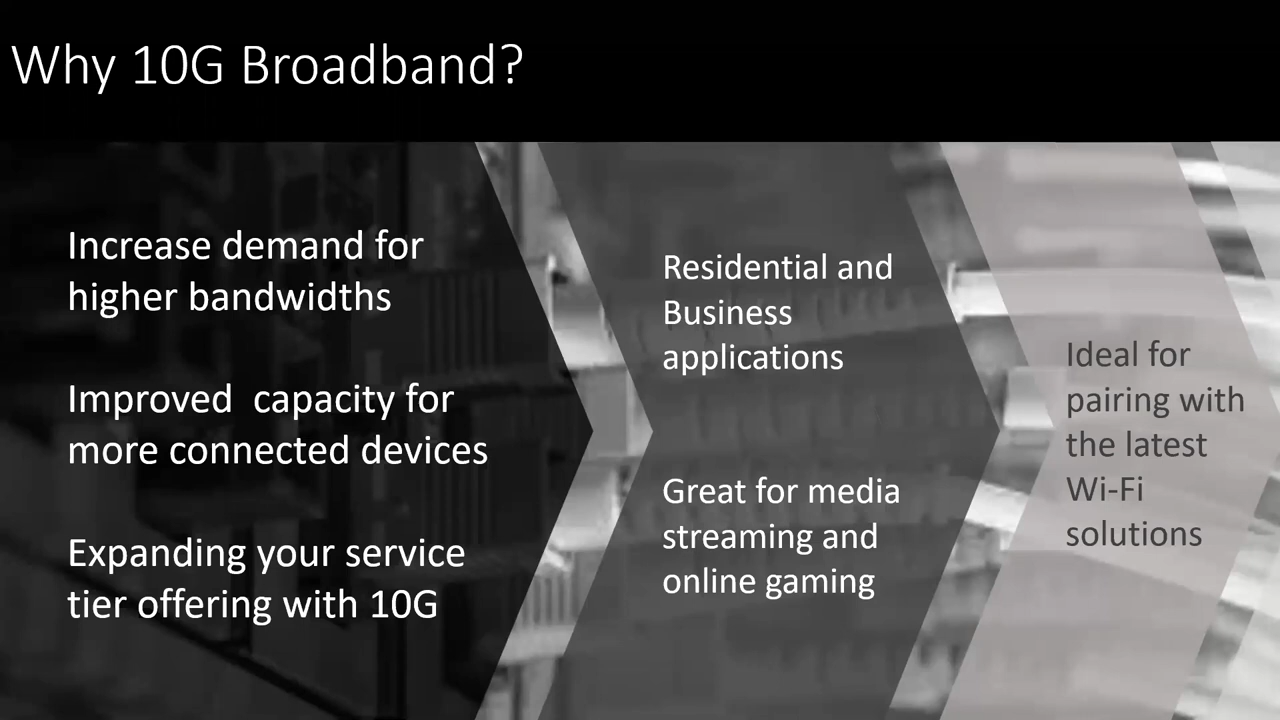 Why 10G Broadband?
Increase demand for
higher bandwidths
Improved  capacity for
more connected devices
Expanding your service
tier offering with 10G
Residential and
Business
applications
Great for media
streaming and
online gaming
Ideal for
pairing with
the latest
Wi-Fi
solutions